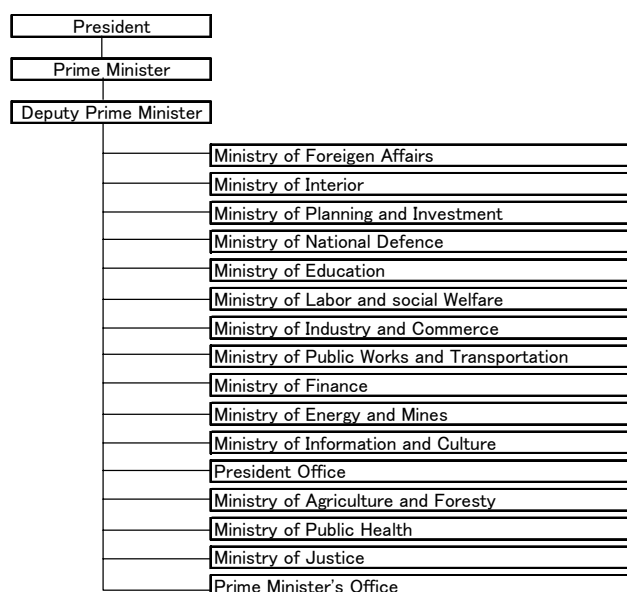 President
Prime Minister
Deputy Prime Minister
Ministry of Foreigen Affairs
Ministry of Interior
Ministry of Planning and Investment
Ministry of National Defence
Ministry of Education
Ministry of Labor and social Welfare
Ministry of Industry and Commerce
Ministry of Public Works and Transportation
Ministry of Finance
Ministry of Energy and Mines
Ministry of Information and Culture
President Office
Ministry of Agriculture and Foresty
Ministry of Public Health
Ministry of Justice
Prime Minister's Office